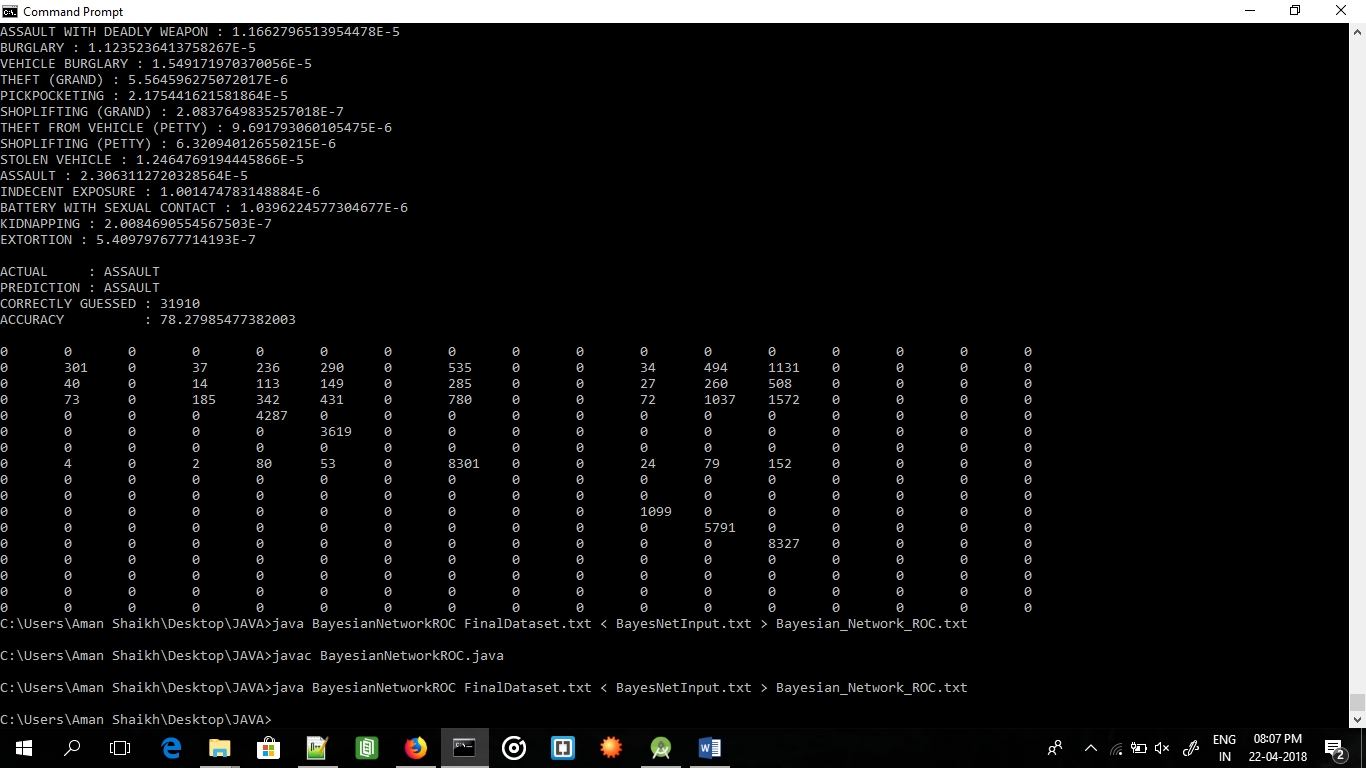 Command Prompt
ASSAULT WITH DEADLY WEAPON : 1.1662796513954478E-5
BURGLARY : 1.1235236413758267E-5
VEHICLE BURGLARY : 1.549171970370056E-5
THEFT (GRAND) : 5.564596275072017E-6
PICKPOCKETING : 2.175441621581864E-5
SHOPLIFTING (GRAND) : 2.0837649835257018E-7
THEFT FROM VEHICLE (PETTY) : 9.691793060105475E-6
SHOPLIFTING (PETTY) : 6.320940126550215E-6
STOLEN VEHICLE : 1.2464769194445866E-5
ASSAULT : 2.3063112720328564E-5
INDECENT EXPOSURE : 1.001474783148884E-6
BATTERY WITH SEXUAL CONTACT : 1.0396224577304677E-6
KIDNAPPING : 2.0084690554567503E-7
EXTORTION : 5.409797677714193E-7
ACTUAL : ASSAULT
PREDICTION : ASSAULT
CORRECTLY GUESSED : 31910
ACCURACY : 78.27985477382003
0 0 0 0 0 0 0 0 0 0 0 0 0 0 0 0 0
0 301 0 37 236 290 0 535 0 0 34 494 1131 0 0 0 0
0 40 0 14 113 149 0 285 0 0 27 260 508 0 0 0 0
0 73 0 185 342 431 0 780 0 0 72 1037 1572 0 0 0 0
0 0 0 0 4287 0 0 0 0 0 0 0 0 0 0 0 0
0 0 0 0 0 3619 0 0 0 0 0 0 0 0 0 0 0
0 0 0 0 0 0 0 0 0 0 0 0 0 0 0 0 0
0 4 0 2 80 53 0 8301 0 0 24 79 152 0 0 0 0
0 0 0 0 0 0 0 0 0 0 0 0 0 0 0 0 0
0 0 0 0 0 0 0 0 0 0 0 0 0 0 0 0 0
0 0 0 0 0 0 0 0 0 0 1099 0 0 0 0 0 0
0 0 0 0 0 0 0 0 0 0 0 5791 0 0 0 0 0
0 0 0 0 0 0 0 0 0 0 0 0 8327 0 0 0 0
0 0 0 0 0 0 0 0 0 0 0 0 0 0 0 0 0
0 0 0 0 0 0 0 0 0 0 0 0 0 0 0 0 0
0 0 0 0 0 0 0 0 0 0 0 0 0 0 0 0 0
0 0 0 0 0 0 0 0 0 0 0 0 0 0 0 0 0
C:\Users\Aman Shaikh\Desktop\JAVA>java BayesianNetworkROC FinalDataset.txt < BayesNetInput.txt > Bayesian_Network_ROC.txt
C:\Users\Aman Shaikh\Desktop\JAVA>javac BayesianNetworkROC.java
C:\Users\Aman Shaikh\Desktop\JAVA>java BayesianNetworkROC FinalDataset.txt < BayesNetInput.txt > Bayesian_Network_ROC.txt
C:\Users\Aman Shaikh\Desktop\JAVA>
ENG 08:07 PM
IN 22-04-2018 2